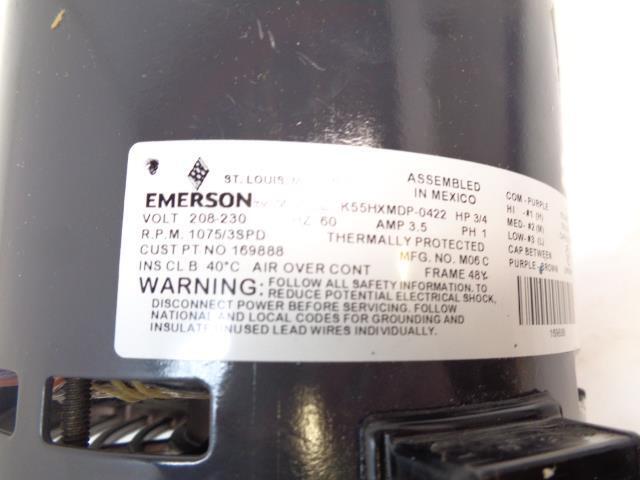 ST. LOUIS,
ASSEMBLED
IN MEXICO
EMERSON K55HXMDP-0422 HP 3/4
VOLT 208-230 HZ 60 AMP 3.5 PH 1
R.P.M. 1075/3SPD THERMALLY PROTECTED
CUST PT NO 169888 MFG. NO. M06 C
INS CL B 40°C AIR OVER CONT FRAME 48Y
WARNING: FOLLOW ALL SAFETY INFORMATION. TO
REDUCE POTENTIAL ELECTRICAL SHOCK,
DISCONNECT POWER BEFORE SERVICING. FOLLOW
NATIONAL AND LOCAL CODES FOR GROUNDING AND
INSULATE UNUSED LEAD WIRES INDIVIDUALLY.
COM-PURPLE
HI -#1 (H)
MED-#2 (M)
LOW-#3 (L)
CAP BETWEEN
PURPLE-BROWN